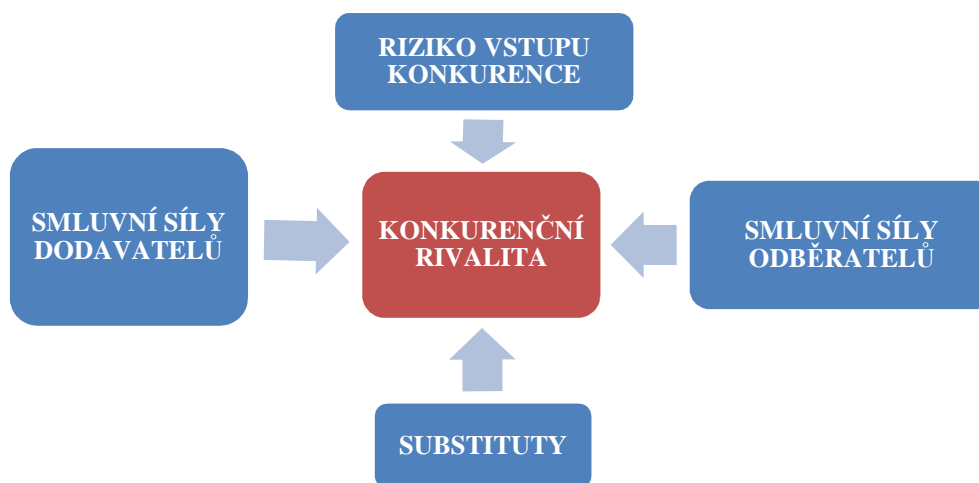 RIZIKO VSTUPU
KONKURENCE
SMLUVNÍ SÍLY
DODAVATELŮ
KONKURENČNÍ
RIVALITA
SMLUVNÍ SÍLY
ODBĚRATELŮ
SUBSTITUTY